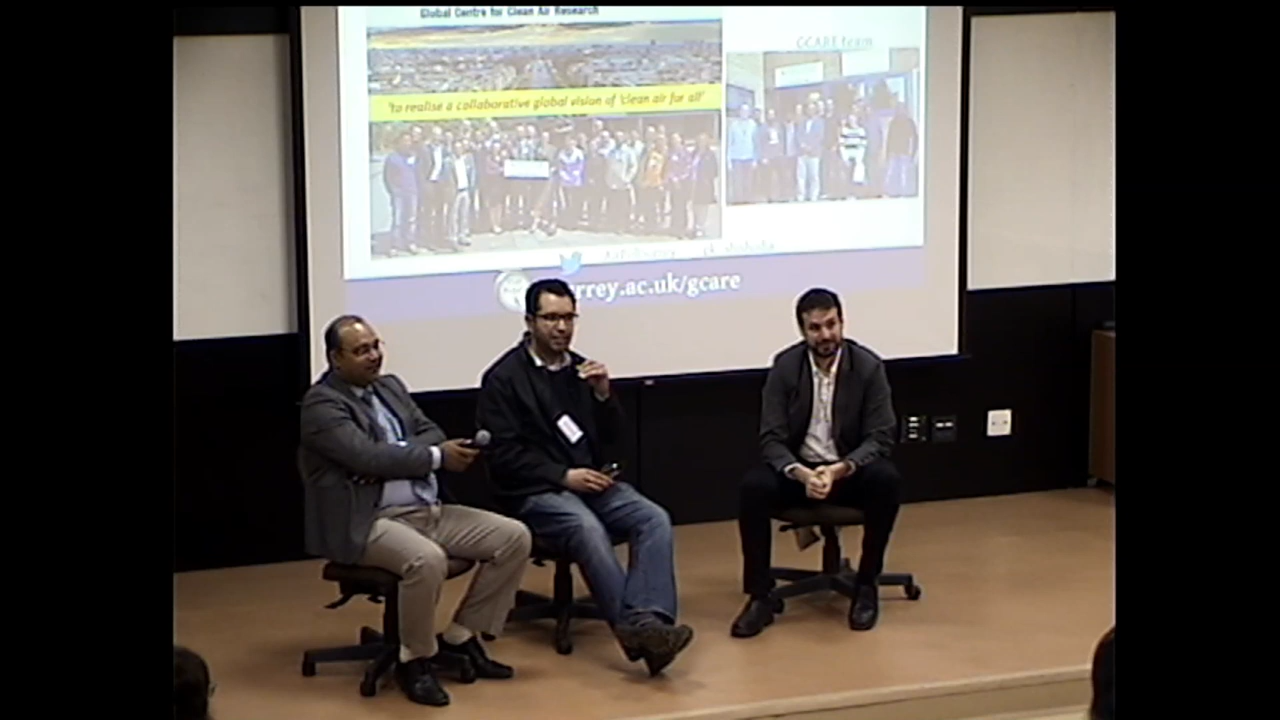 Global Centre for Clean Air Research
GCARE team
'to realise a collaborative global vision of 'clean air for all'
rrey.ac.uk/gcare